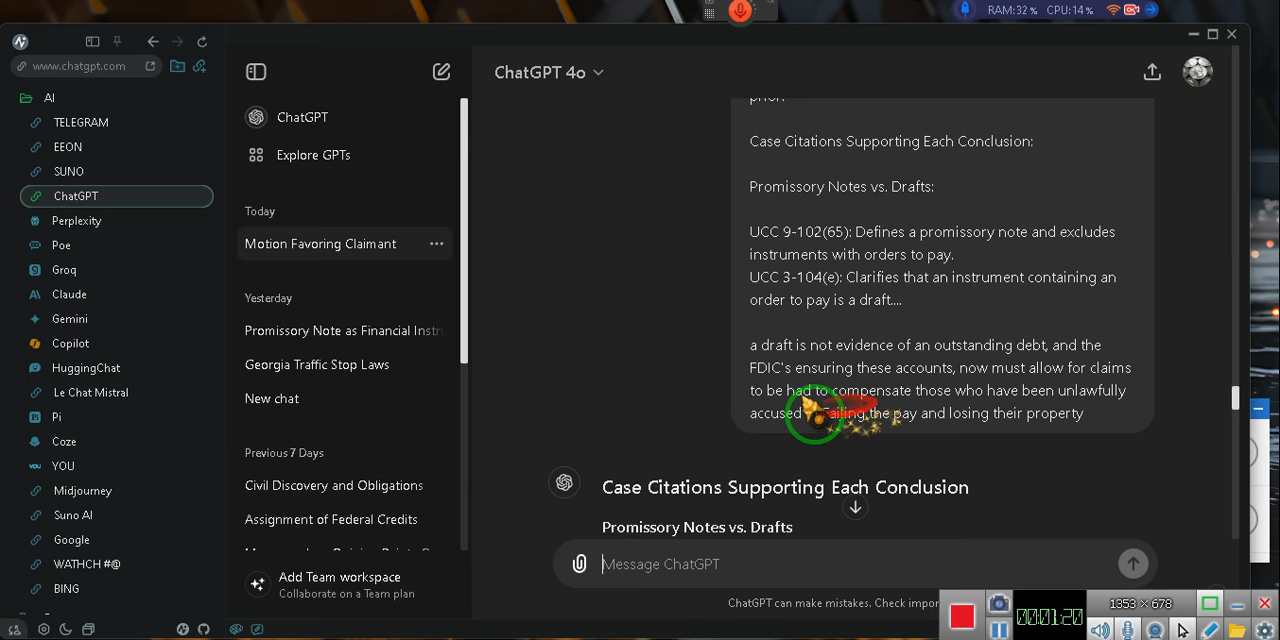 RAM:32 % CPU:14 %
www.chatgpt.com
AI
TELEGRAM
EEON
SUNO
ChatGPT
Perplexity
Poe
Groq
Claude
Gemini
Copilot
HuggingChat
Le Chat Mistral
Pi
Coze
YOU
Midjourney
Suno AI
Google
WATHCH #@
BING
ChatGPT
Explore GPTs
Today
Motion Favoring Claimant
Yesterday
Promissory Note as Financial Instr
Georgia Traffic Stop Laws
New chat
Previous 7 Days
Civil Discovery and Obligations
Assignment of Federal Credits
Add Team workspace
Collaborate on a Team plan
ChatGPT 4o
prior.
Case Citations Supporting Each Conclusion:
Promissory Notes vs. Drafts:
UCC 9-102(65): Defines a promissory note and excludes
instruments with orders to pay.
UCC 3-104(e): Clarifies that an instrument containing an
order to pay is a draft....
a draft is not evidence of an outstanding debt, and the
FDIC's ensuring these accounts, now must allow for claims
to be had to compensate those who have been unlawfully
accused Failing the pay and losing their property
Case Citations Supporting Each Conclusion
Promissory Notes vs. Drafts
Message ChatGPT
ChatGPT can make mistakes. Check impor
00:01:20
1353 × 678